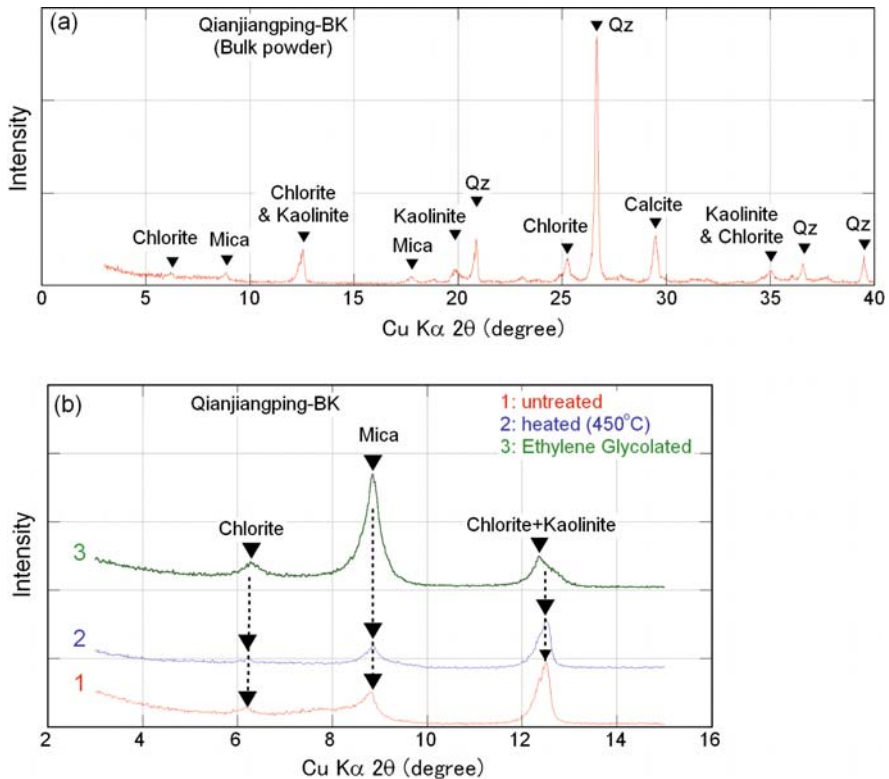 (a)
Qianjiangping-BK
(Bulk powder)
Qz
Intensity
Chlorite
Mica
Chlorite
& Kaolinite
Kaolinite
Mica
Qz
Chlorite
Calcite
Kaolinite
& Chlorite
Qz
Qz
0 5 10 15 20 25 30 35 40
Cu Kα 2θ (degree)
(b)
Qianjiangping-BK
1: untreated
2: heated (450°C)
3: Ethylene Glycolated
Mica
Chlorite
Chlorite+Kaolinite
Intensity
3
2
1
2 4 6 8 10 12 14 16
Cu Kα 2θ (degree)